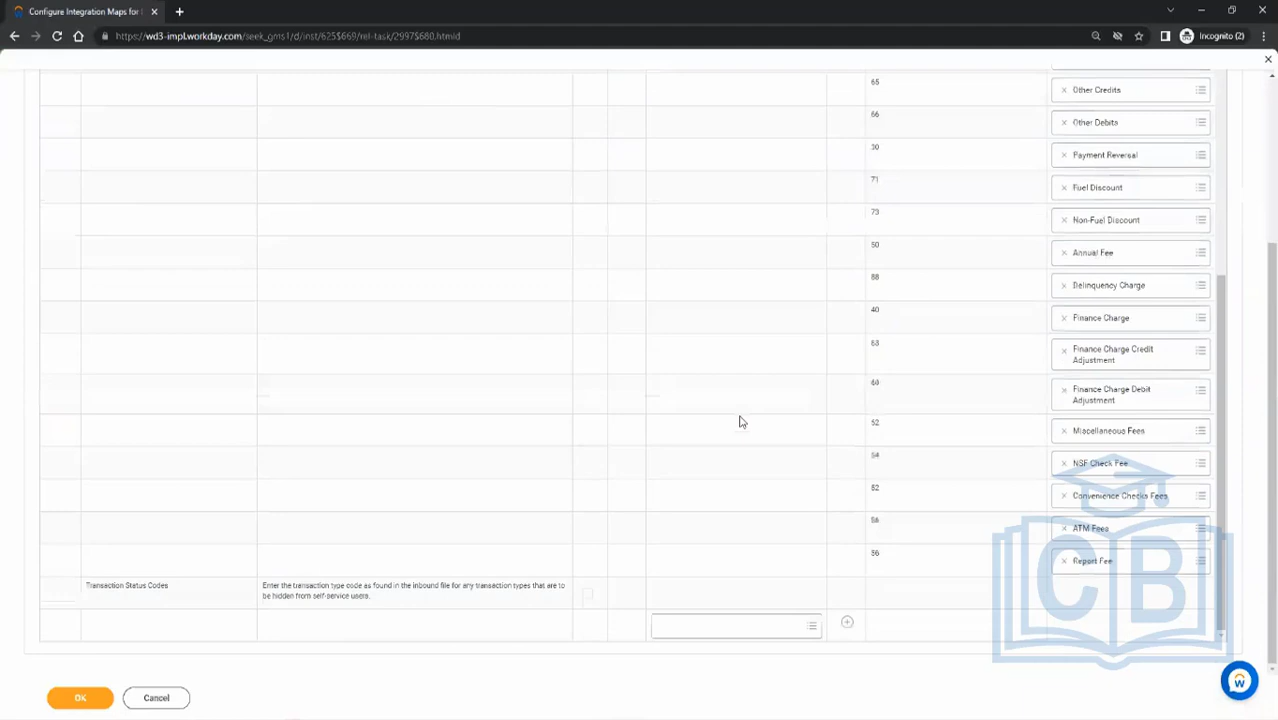 Configure Integration Maps for
https://wd3-impl.workday.com/seek_gms1/d/inst/625$669/rel-task/2997$680.htmld
Incognito (2)
65
Other Credits
66
Other Debits
30
Payment Reversal
71
Fuel Discount
73
Non-Fuel Discount
50
Annual Fee
88
Delinquency Charge
40
Finance Charge
63
Finance Charge Credit
Adjustment
60
Finance Charge Debit
Adjustment
52
Miscellaneous Fees
54
NSF Check Fee
52
Convenience Checks Fees
56
ATM Fees
56
Report Fee
Transaction Status Codes
Enter the transaction type code as found in the inbound file for any transaction types that are to
be hidden from self-service users.
OK
Cancel
CB